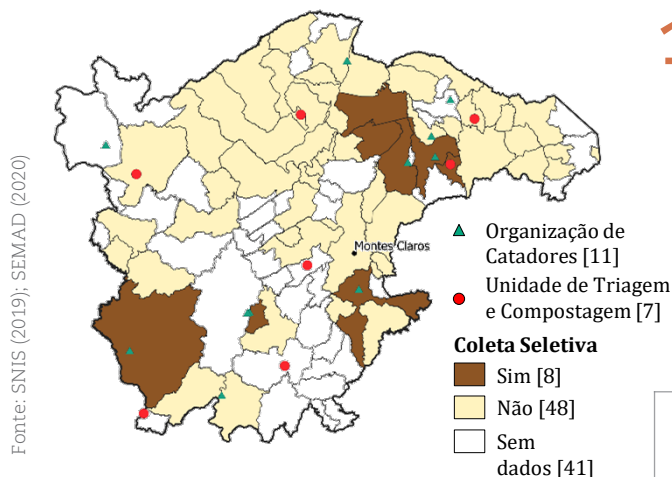 Fonte: SNIS (2019); SEMAD (2020)
Montes Claros
Organização de
Catadores [11]
Unidade de Triagem
e Compostagem [7]
Coleta Seletiva
Sim [8]
Não [48]
Sem
dados [41]